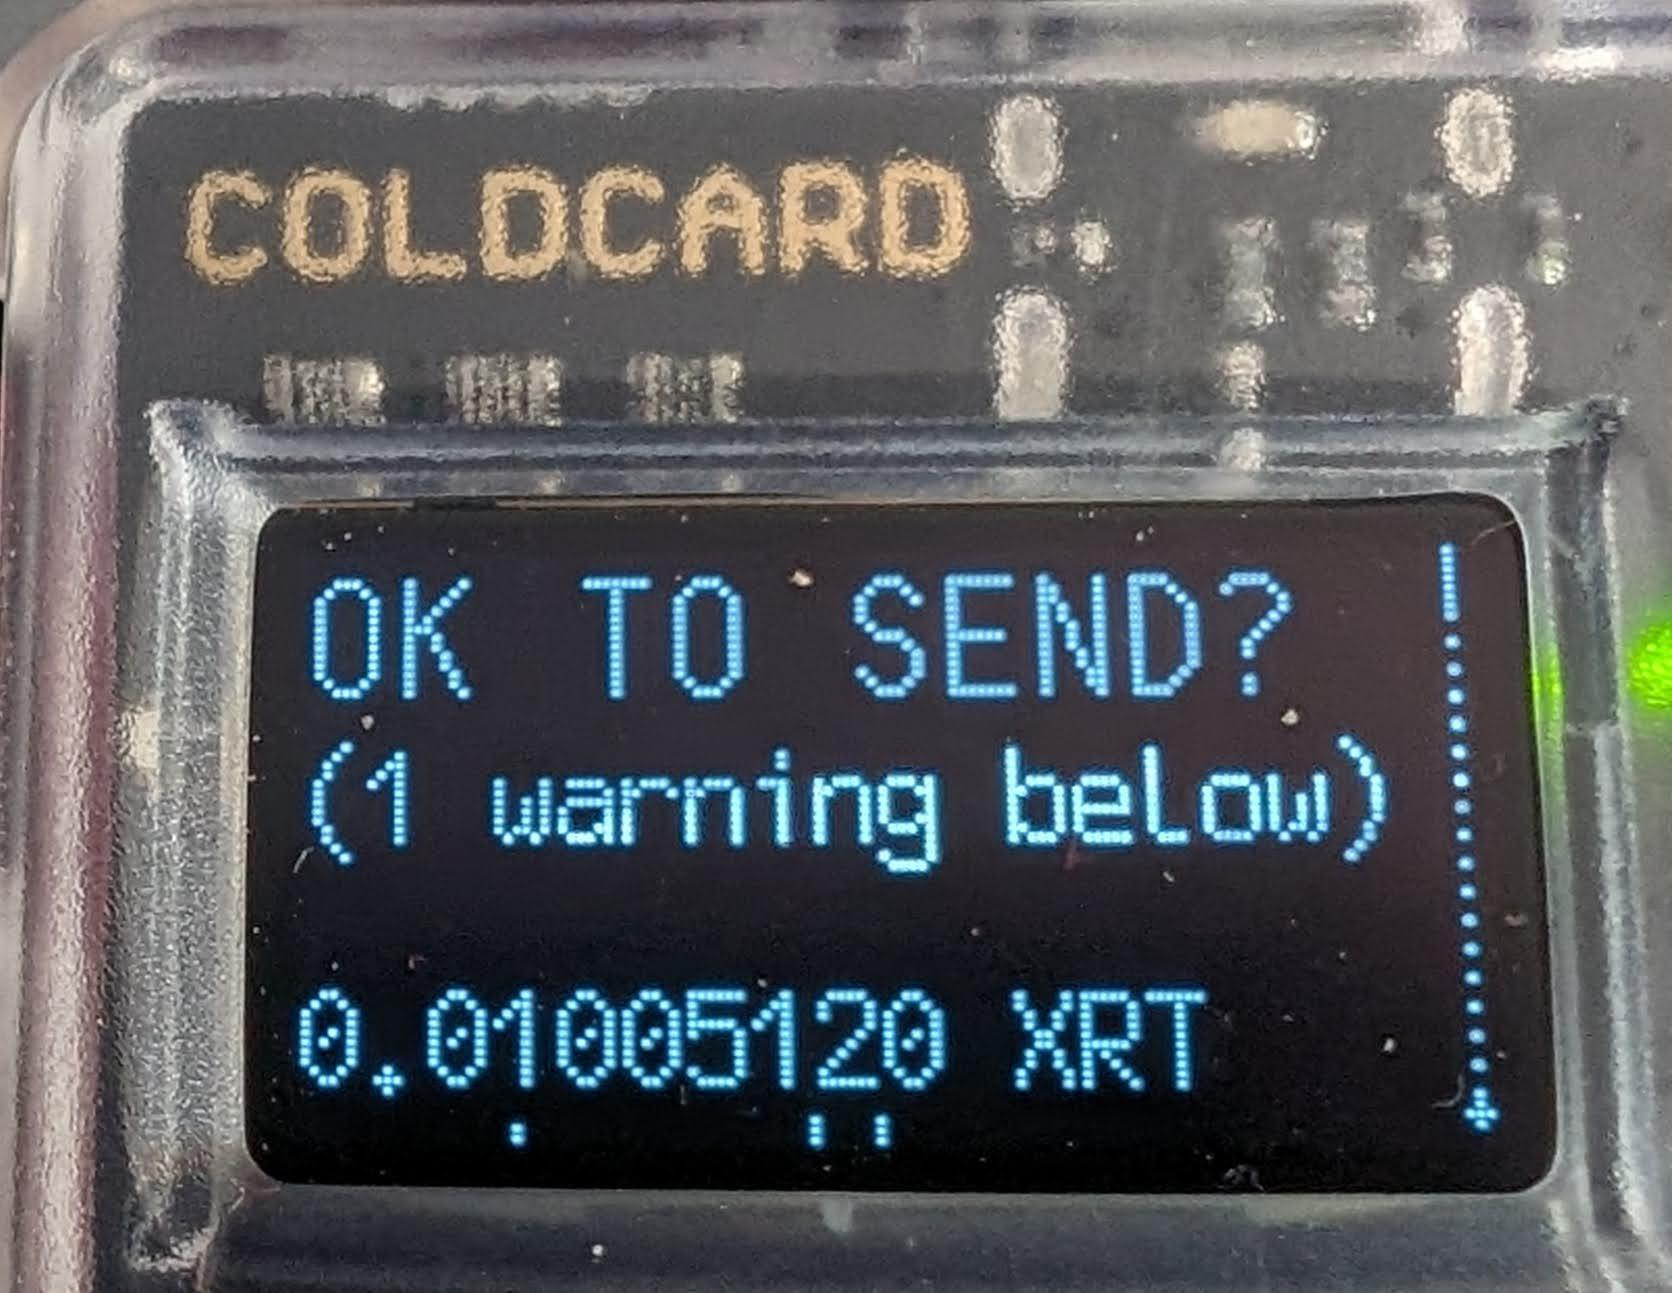 COLDCARD
OK TO SEND?
(1 warning below)
0.01005120 XRT